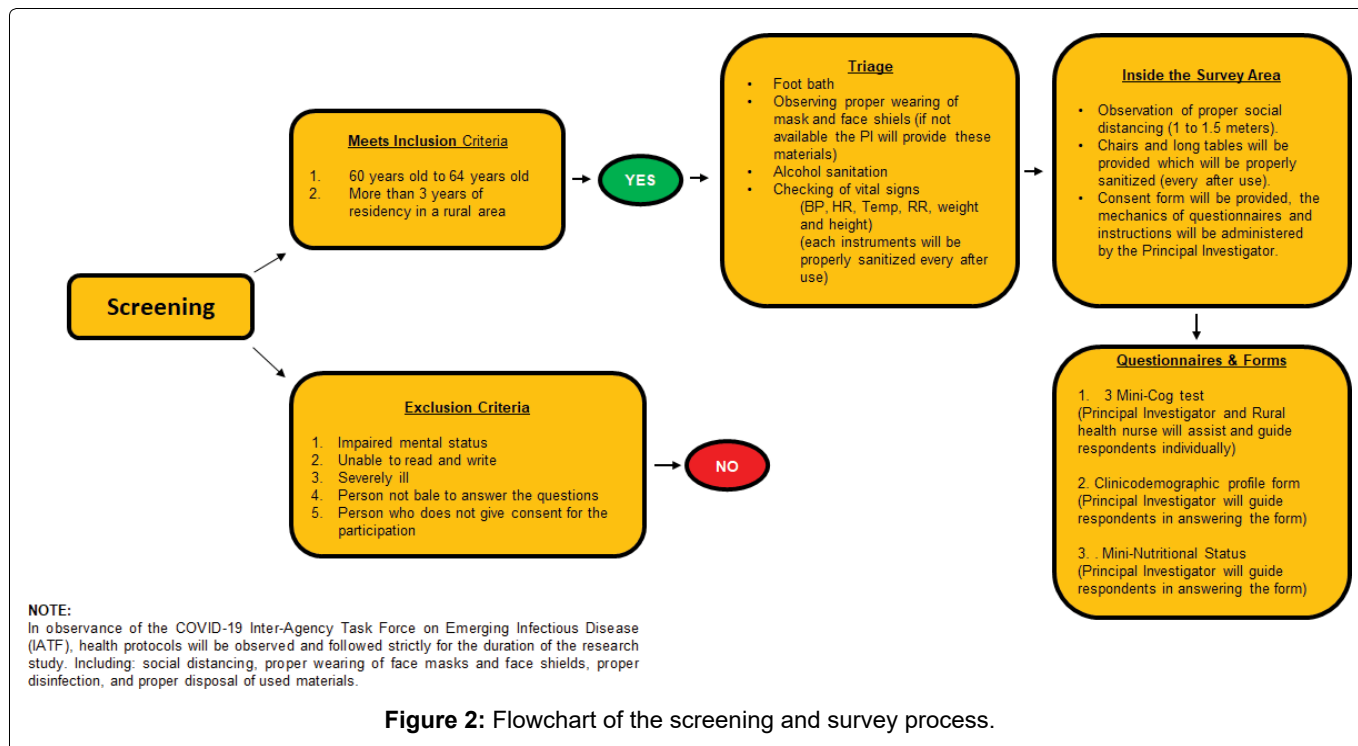 Screening
Meets Inclusion Criteria
1. 60 years old to 64 years old
2. More than 3 years of
residency in a rural area
YES
Triage
• Foot bath
• Observing proper wearing of
mask and face shiels (if not
available the PI will provide these
materials)
• Alcohol sanitation
• Checking of vital signs
(BP, HR, Temp, RR, weight
and height)
(each instruments will be
properly sanitized every after
use)
Inside the Survey Area
• Observation of proper social
distancing (1 to 1.5 meters).
• Chairs and long tables will be
provided which will be properly
sanitized (every after use).
• Consent form will be provided, the
mechanics of questionnaires and
instructions will be administered
by the Principal Investigator.
Questionnaires & Forms
1. 3 Mini-Cog test
(Principal Investigator and Rural
health nurse will assist and guide
respondents individually)
2. Clinicodemographic profile form
(Principal Investigator will guide
respondents in answering the form)
3. . Mini-Nutritional Status
(Principal Investigator will guide
respondents in answering the form)
Exclusion Criteria
1. Impaired mental status
2. Unable to read and write
3. Severely ill
4. Person not bale to answer the questions
5. Person who does not give consent for the
participation
NO
NOTE:
In observance of the COVID-19 Inter-Agency Task Force on Emerging Infectious Disease
(IATF), health protocols will be observed and followed strictly for the duration of the research
study. Including: social distancing, proper wearing of face masks and face shields, proper
disinfection, and proper disposal of used materials.
Figure 2: Flowchart of the screening and survey process.